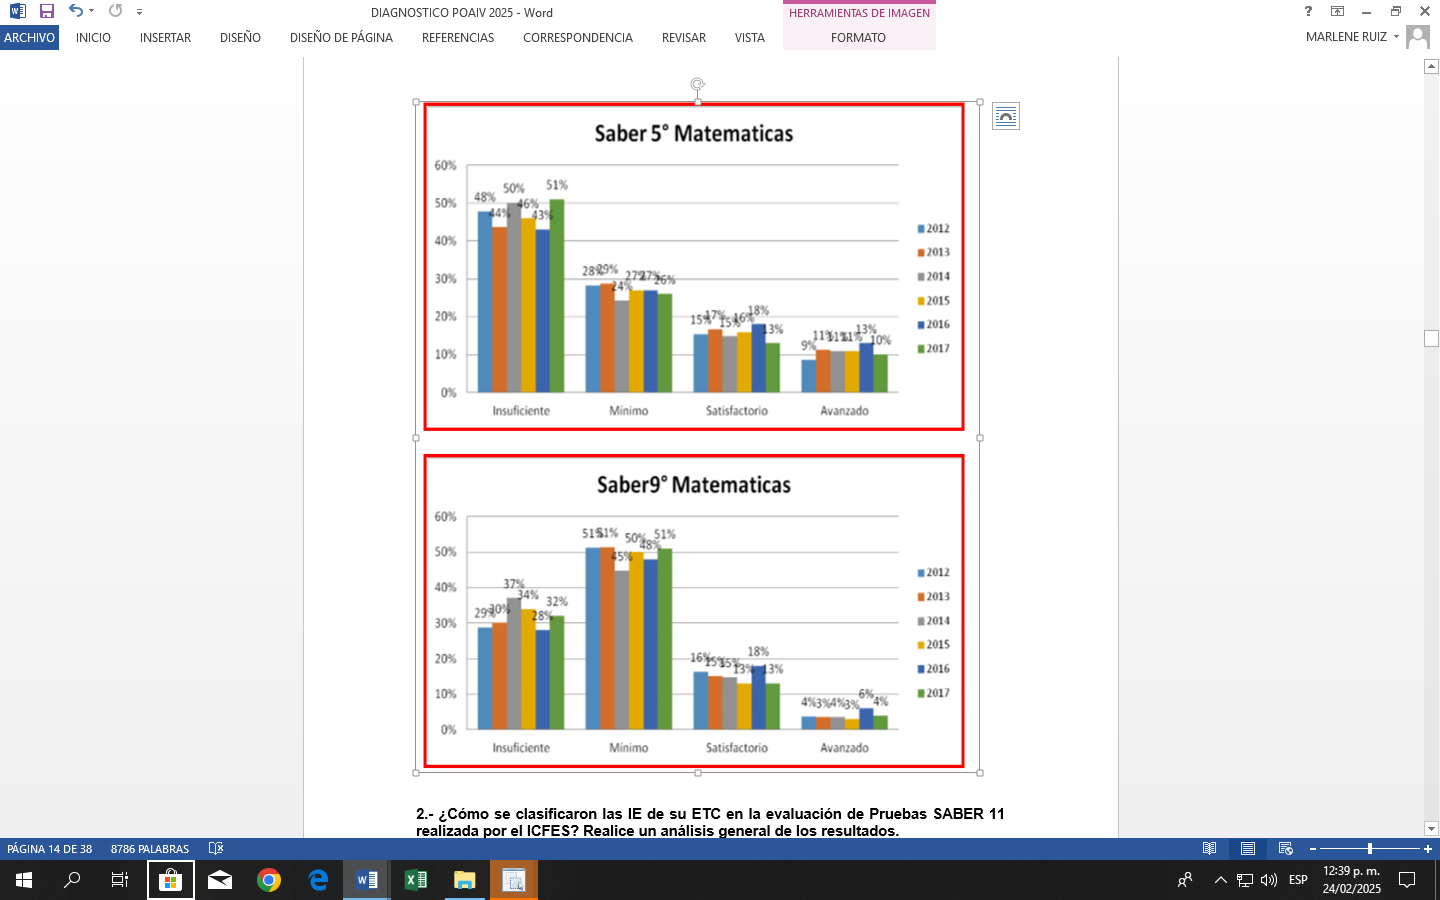 DIAGNOSTICO POAIV 2025 - Word
HERRAMIENTAS DE IMAGEN
?
ARCHIVO INICIO INSERTAR DISEÑO DISEÑO DE PÁGINA REFERENCIAS CORRESPONDENCIA REVISAR VISTA FORMATO
MARLENE RUIZ
Saber 5° Matematicas
60%
50%
40%
30%
20%
10%
0%
48% 44% 50% 46% 43% 51%
28% 29% 24% 27% 27% 26%
15% 17% 15% 16% 18% 13%
9% 11% 11% 11% 13% 10%
Insuficiente Mínimo Satisfactorio Avanzado
2012
2013
2014
2015
2016
2017
Saber9° Matematicas
60%
50%
40%
30%
20%
10%
0%
29% 30% 37% 34% 28% 32%
51% 51% 45% 50% 48% 51%
16% 15% 15% 13% 18% 13%
4% 3% 4% 3% 6% 4%
Insuficiente Mínimo Satisfactorio Avanzado
2012
2013
2014
2015
2016
2017
2.- ¿Cómo se clasificaron las IE de su ETC en la evaluación de Pruebas SABER 11
realizada por el ICFES? Realice un análisis general de los resultados.
PÁGINA 14 DE 38 8786 PALABRAS
ESP
12:39 p. m.
24/02/2025